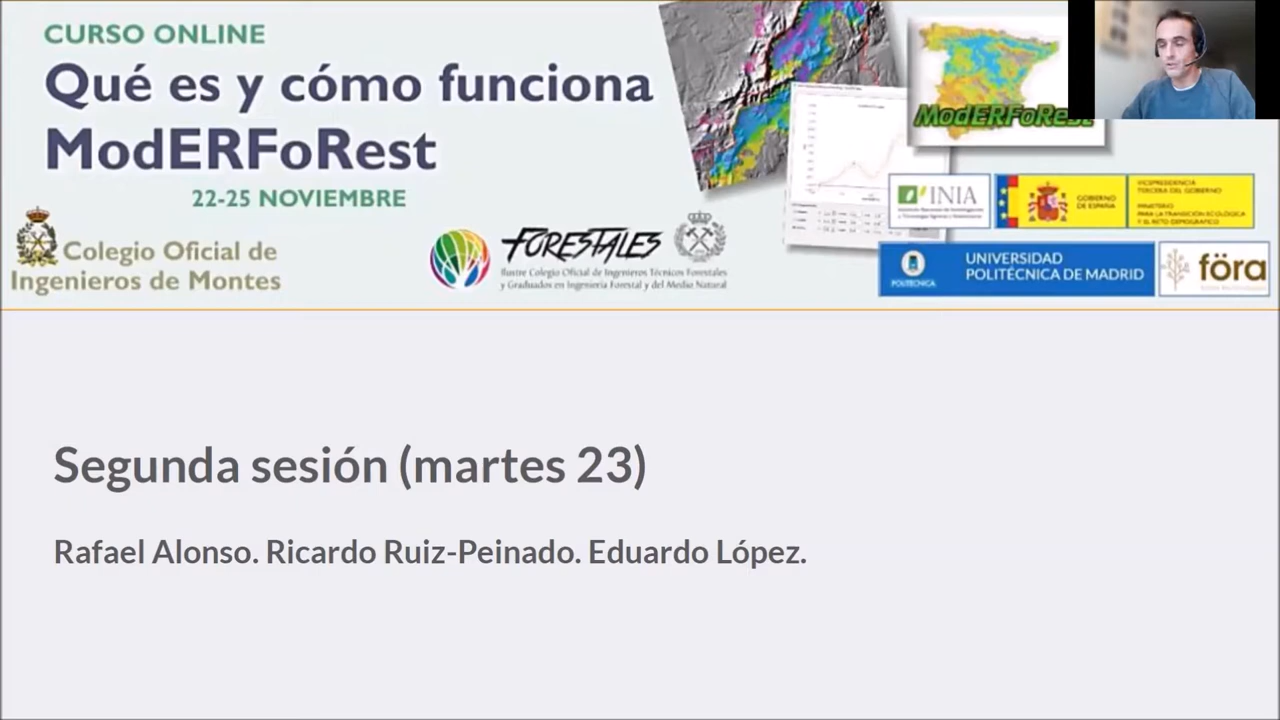 CURSO ONLINE
Qué es y cómo funciona
ModERFoRest
22-25 NOVIEMBRE
Colegio Oficial de
Ingenieros de Montes
FORESTALES
Ilustre Colegio Oficial de Ingenieros Técnicos Forestales
y Graduados en Ingeniería Forestal y del Medio Natural
ModERFoRest
INIA
GOBIERNO
DE ESPAÑA
VICEPRESIDENCIA
TERCERA DEL GOBIERNO
MINISTERIO
PARA LA TRANSICIÓN ECOLÓGICA
Y EL RETO DEMOGRÁFICO
POLITÉCNICA
UNIVERSIDAD
POLITÉCNICA DE MADRID
föra
Segunda sesión (martes 23)
Rafael Alonso. Ricardo Ruiz-Peinado. Eduardo López.